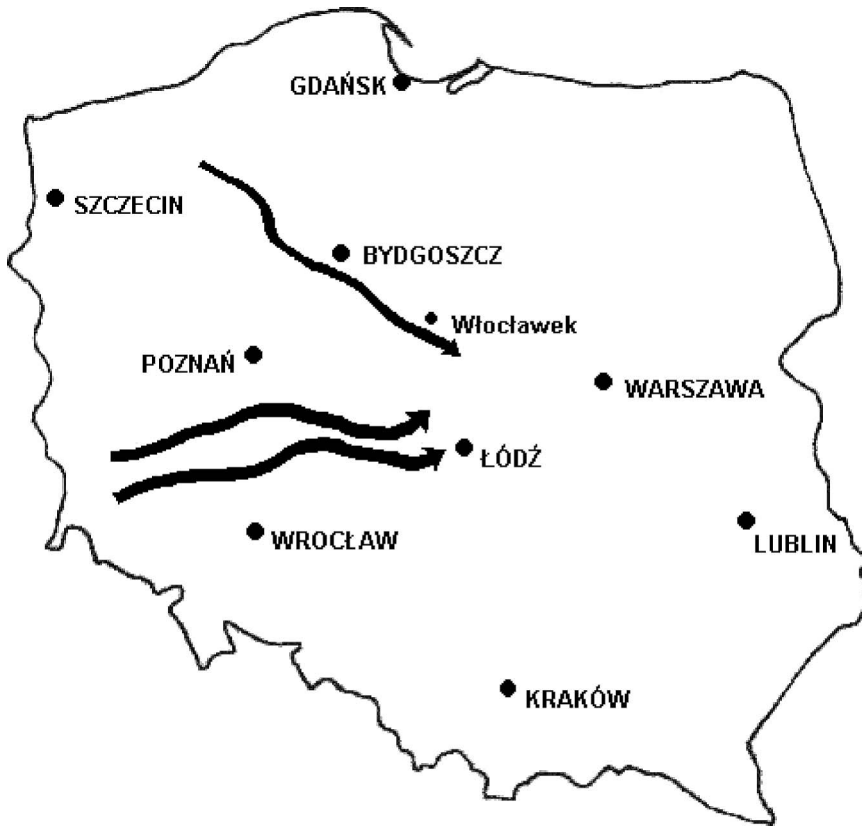 GDAŃSK
SZCZECIN
BYDGOSZCZ
Włocławek
POZNAŃ
WARSZAWA
ŁÓDŹ
WROCŁAW
LUBLIN
KRAKÓW